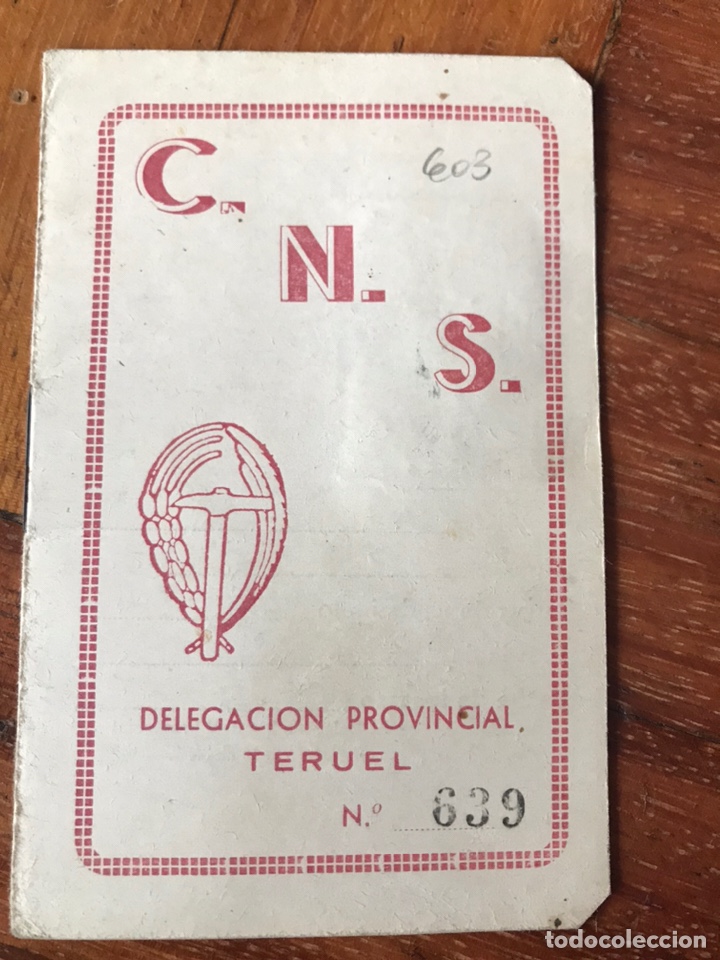 603
C.
N.
S.
DELEGACION PROVINCIAL
TERUEL
N.º 639
todocoleccion